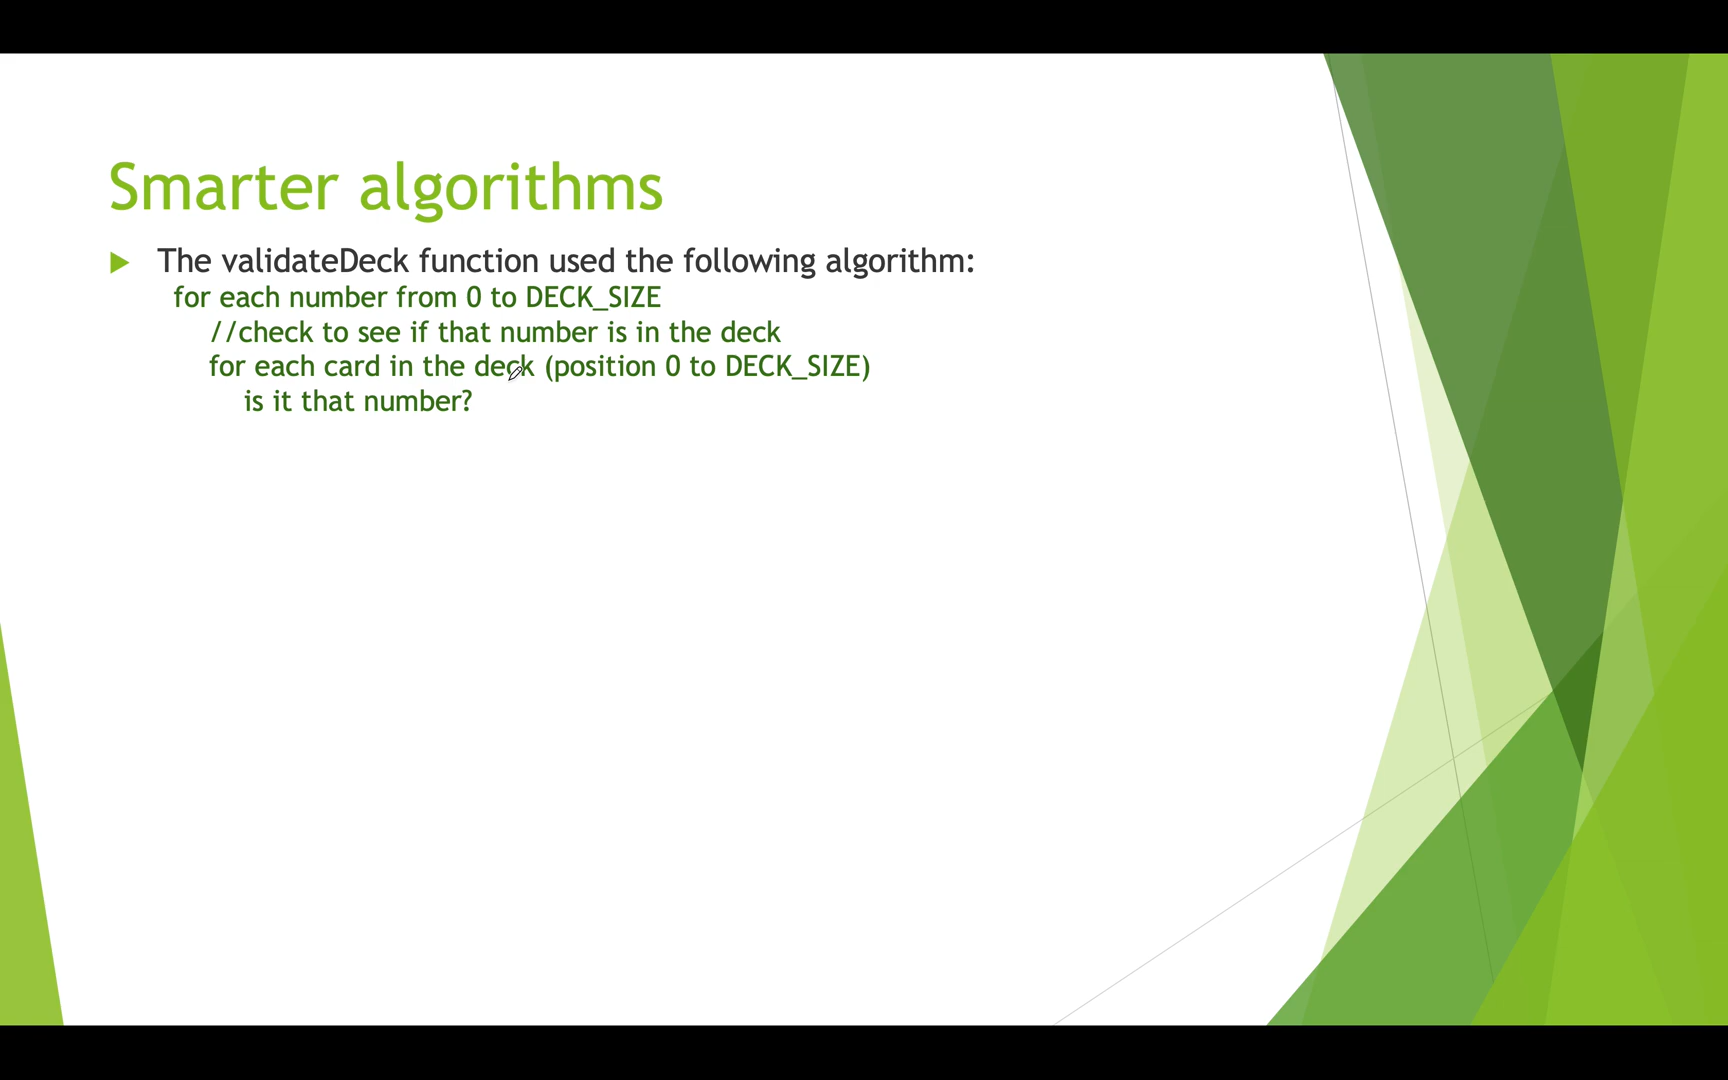 Smarter algorithms
The validateDeck function used the following algorithm:
for each number from 0 to DECK_SIZE
//check to see if that number is in the deck
for each card in the deck (position 0 to DECK_SIZE)
is it that number?